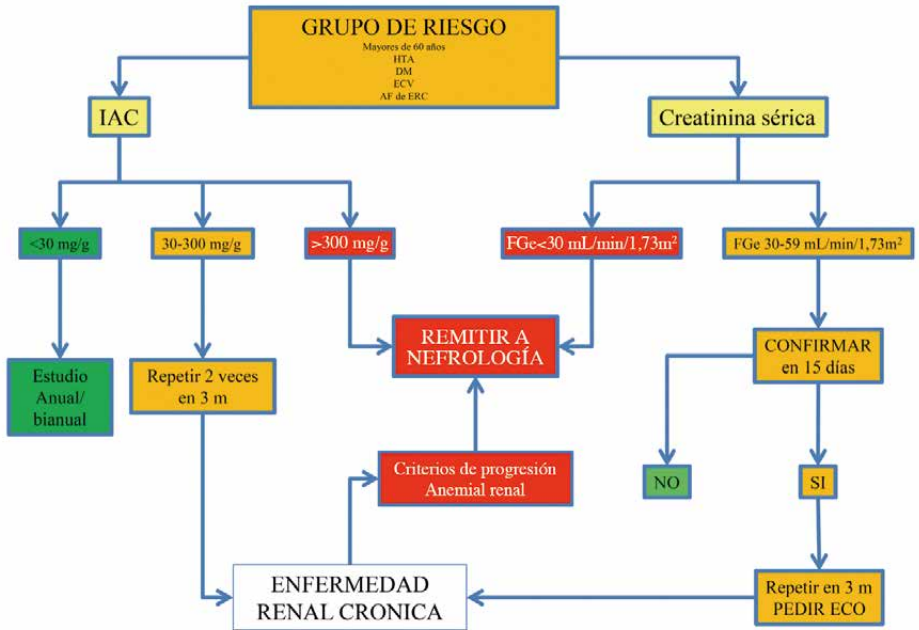 GRUPO DE RIESGO
Mayores de 60 años
HTA
DM
ECV
AF de ERC
IAC
Creatinina sérica
<30 mg/g
30-300 mg/g
>300 mg/g
FGe<30 mL/min/1,73m²
FGe 30-59 mL/min/1,73m²
REMITIR A
NEFROLOGÍA
CONFIRMAR
en 15 días
Estudio
Anual/
bianual
Repetir 2 veces
en 3 m
Criterios de progresión
Anemial renal
NO
SI
ENFERMEDAD
RENAL CRONICA
Repetir en 3 m
PEDIR ECO